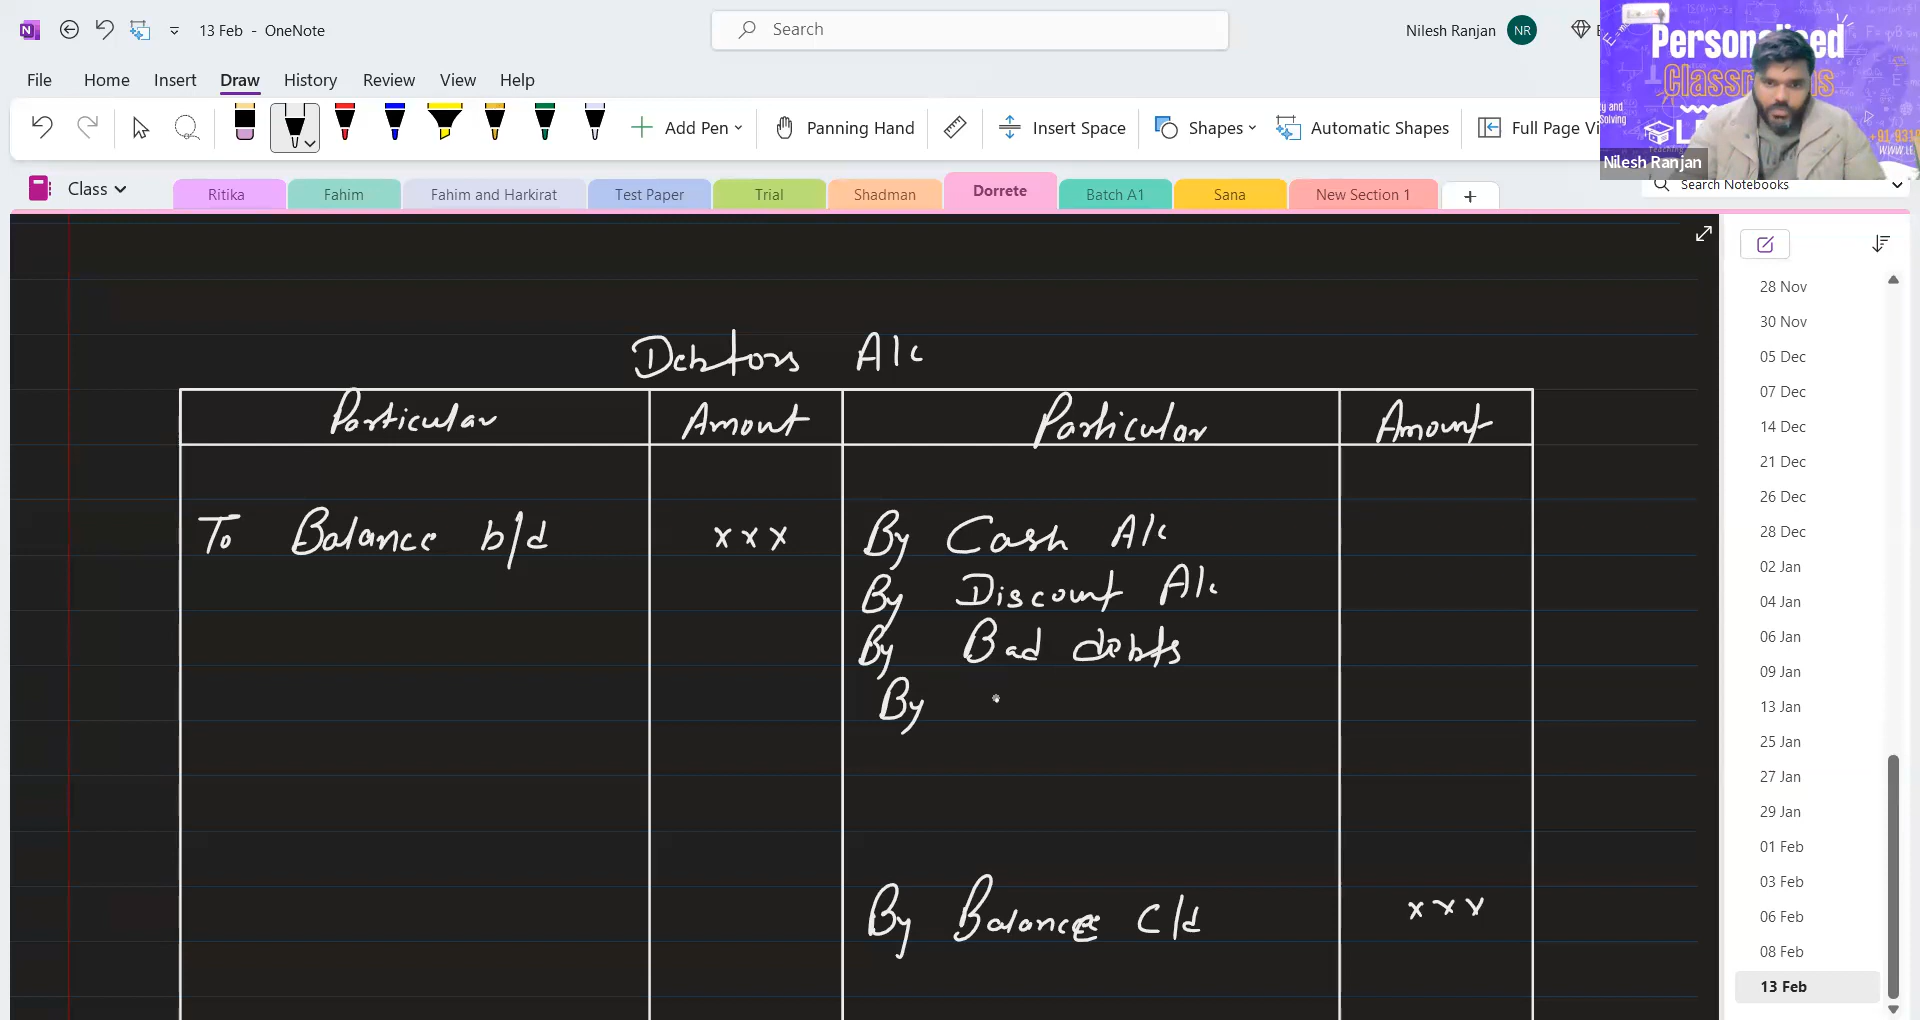 13 Feb - OneNote
Search
Nilesh Ranjan NR
File Home Insert Draw History Review View Help
Add Pen Panning Hand Insert Space Shapes Automatic Shapes Full Page Vi
Personalised
Nilesh Ranjan
Class Ritika Fahim Fahim and Harkirat Test Paper Trial Shadman Dorrete Batch A1 Sana New Section 1 +
Search Notebooks
Debtors A/c
Particular Amount Particular Amount
To Balance b/d x x x By Cash A/c
By Discount A/c
By Bad debts
By
By Balance c/d x x x
28 Nov
30 Nov
05 Dec
07 Dec
14 Dec
21 Dec
26 Dec
28 Dec
02 Jan
04 Jan
06 Jan
09 Jan
13 Jan
25 Jan
27 Jan
29 Jan
01 Feb
03 Feb
06 Feb
08 Feb
13 Feb